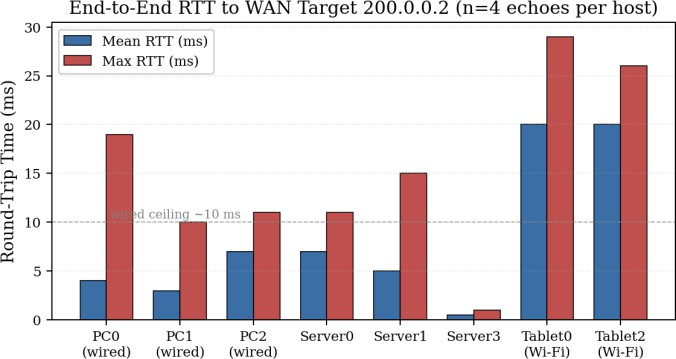 End-to-End RTT to WAN Target 200.0.0.2 (n=4 echoes per host)
Mean RTT (ms)
Max RTT (ms)
Round-Trip Time (ms)
30
25
20
15
10
5
0
wired ceiling ~10 ms
PC0
(wired)
PC1
(wired)
PC2
(wired)
Server0
Server1
Server3
Tablet0
(Wi-Fi)
Tablet2
(Wi-Fi)